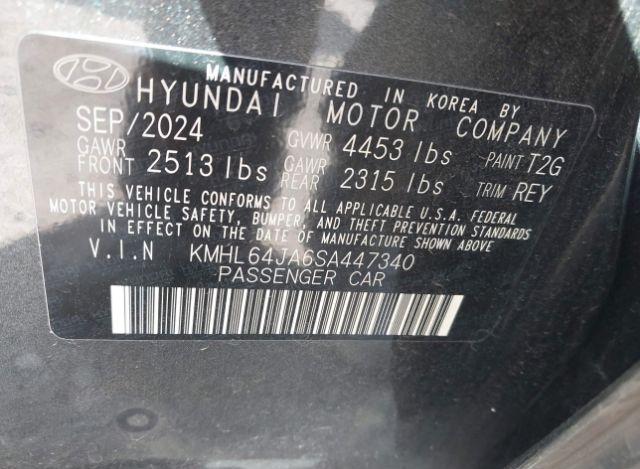 MANUFACTURED IN KOREA BY
HYUNDAI MOTOR COMPANY
SEP/2024 GVWR 4453 lbs PAINT T2G
GAWR FRONT 2513 lbs GAWR REAR 2315 lbs TRIM REY
THIS VEHICLE CONFORMS TO ALL APPLICABLE U.S.A. FEDERAL
MOTOR VEHICLE SAFETY, BUMPER, AND THEFT PREVENTION STANDARDS
IN EFFECT ON THE DATE OF MANUFACTURE SHOWN ABOVE
V.I.N KMHL64JA6SA447340
PASSENGER CAR